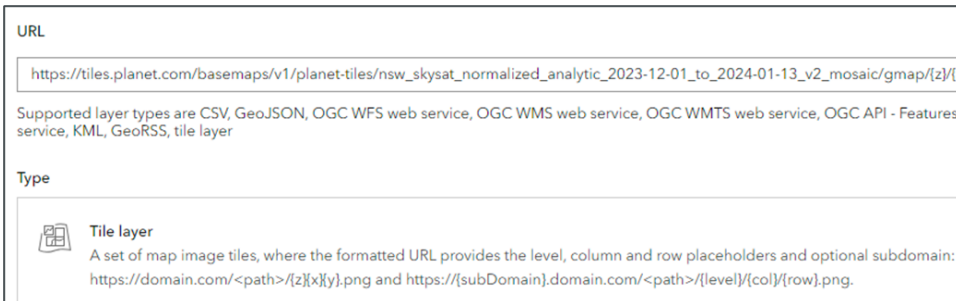 URL
https://tiles.planet.com/basemaps/v1/planet-tiles/nsw_skysat_normalized_analytic_2023-12-01_to_2024-01-13_v2_mosaic/gmap/{z}/{
Supported layer types are CSV, GeoJSON, OGC WFS web service, OGC WMS web service, OGC WMTS web service, OGC API - Features
service, KML, GeoRSS, tile layer
Type
Tile layer
A set of map image tiles, where the formatted URL provides the level, column and row placeholders and optional subdomain:
https://domain.com/<path>/{z}{x}{y}.png and https://{subDomain}.domain.com/<path>/{level}/{col}/{row}.png.